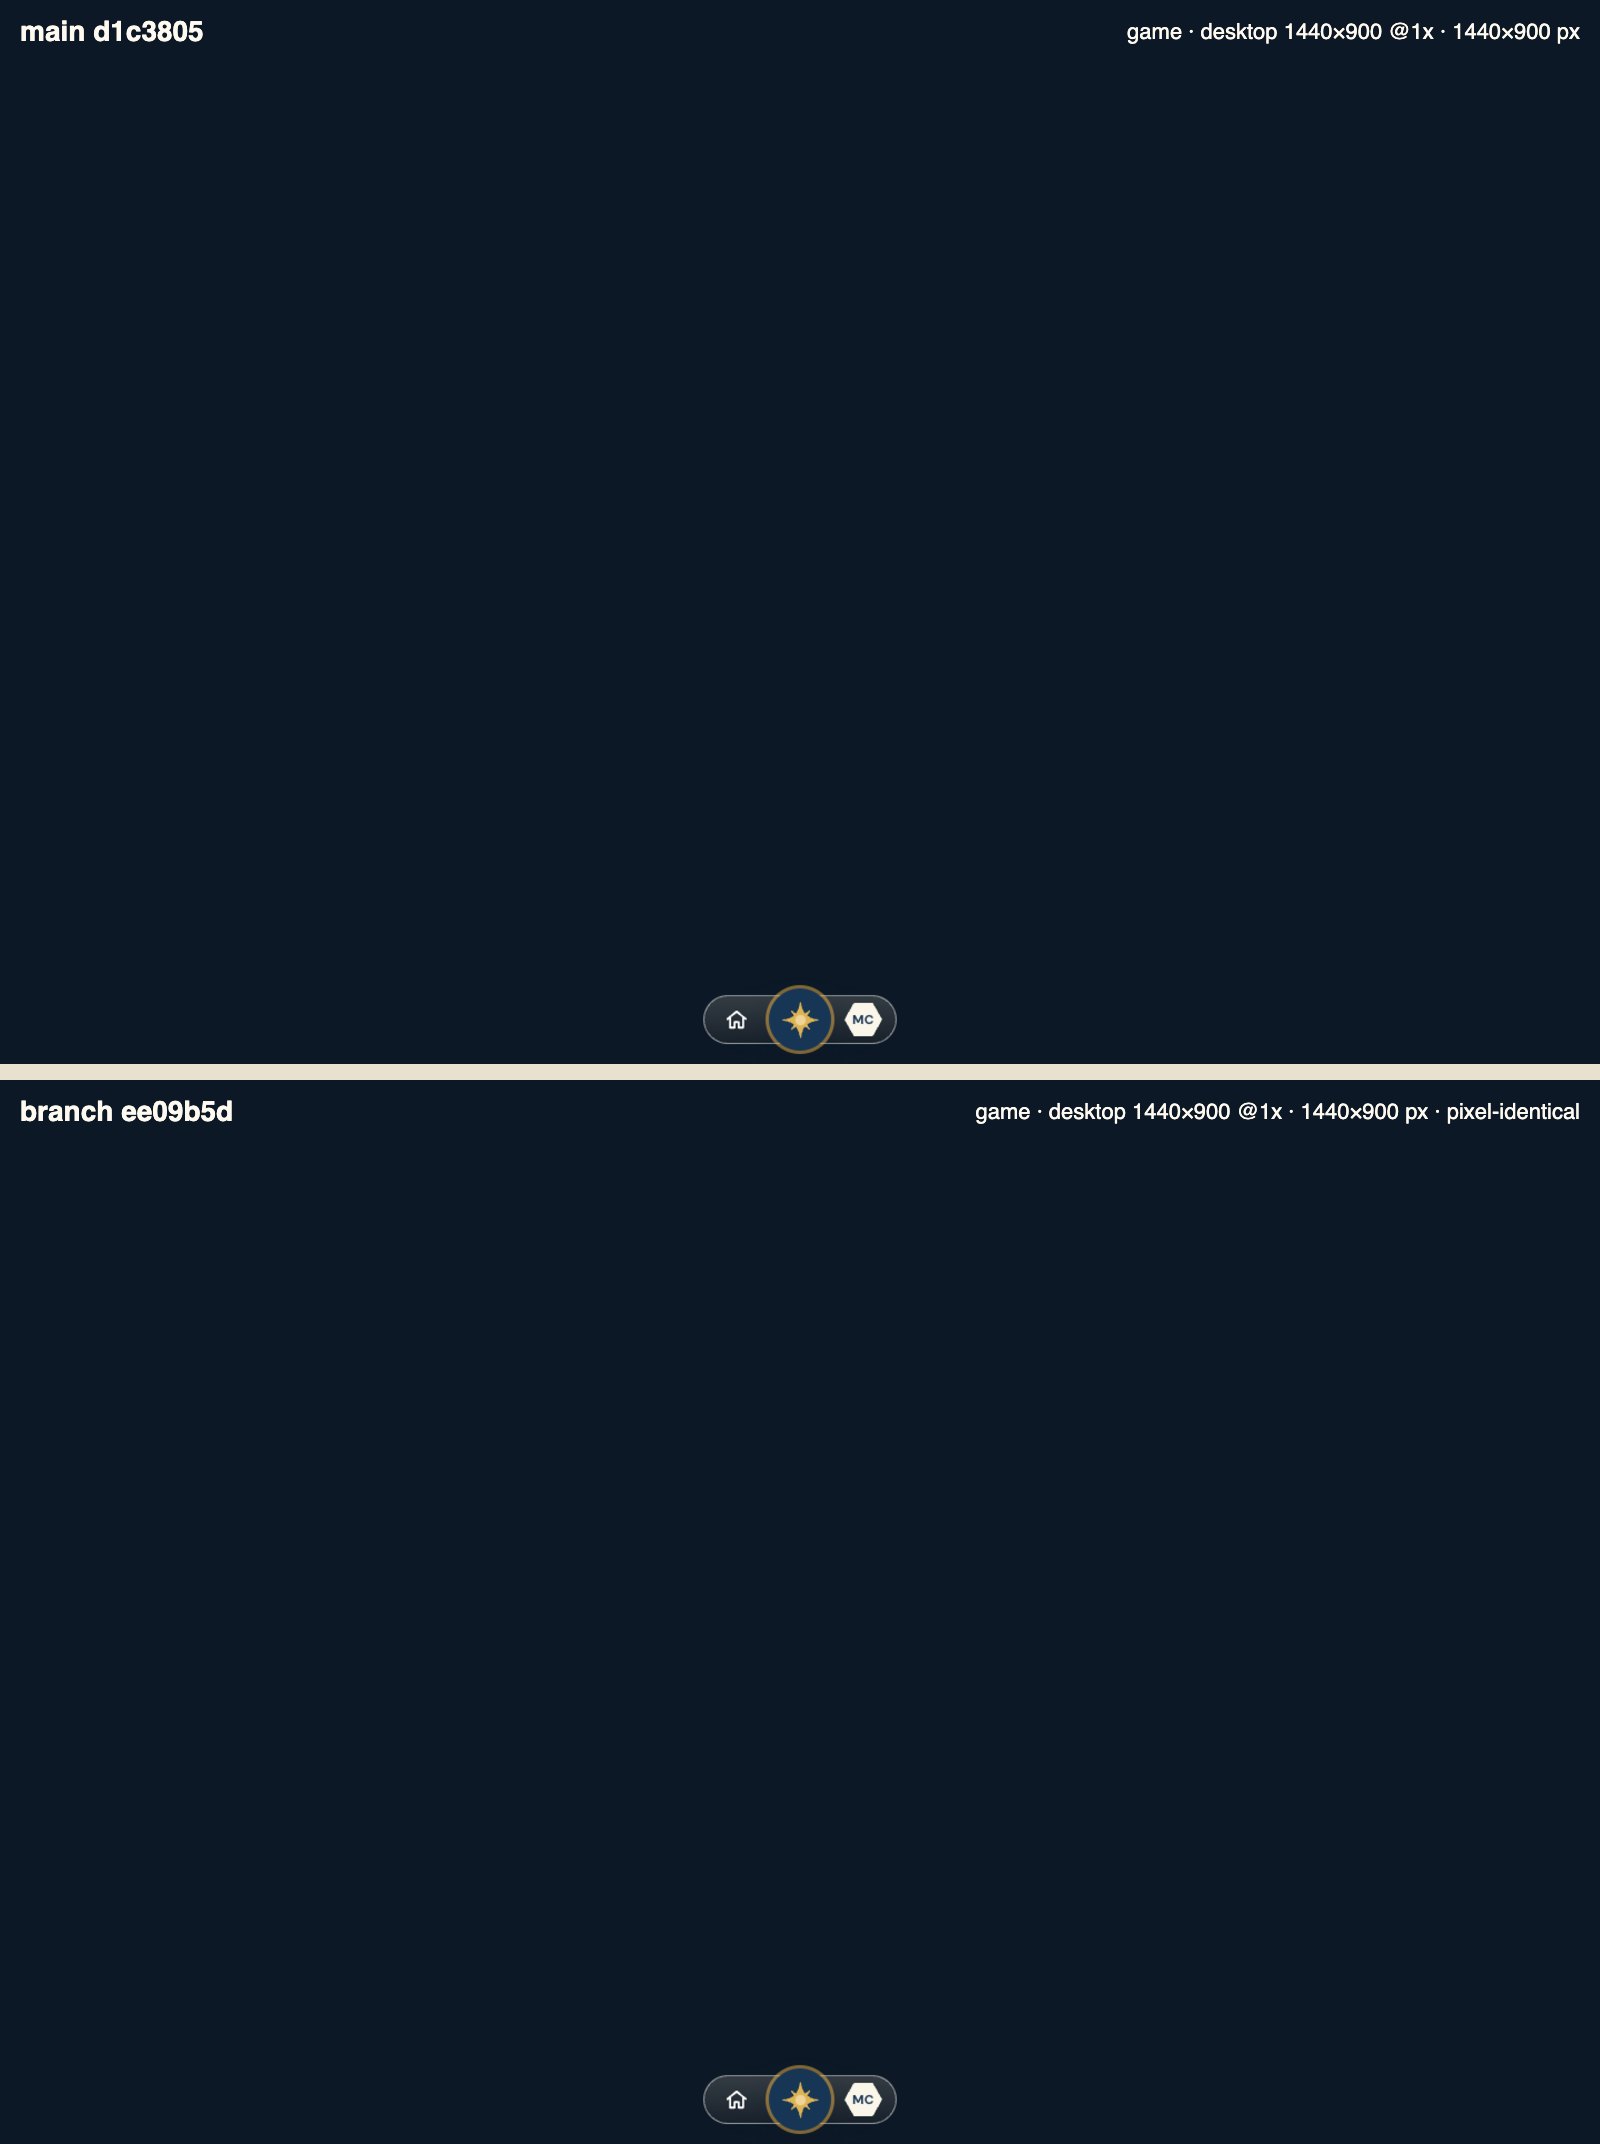 main d1c3805
game · desktop 1440×900 @1x · 1440×900 px
MC
branch ee09b5d
game · desktop 1440×900 @1x · 1440×900 px · pixel-identical
MC